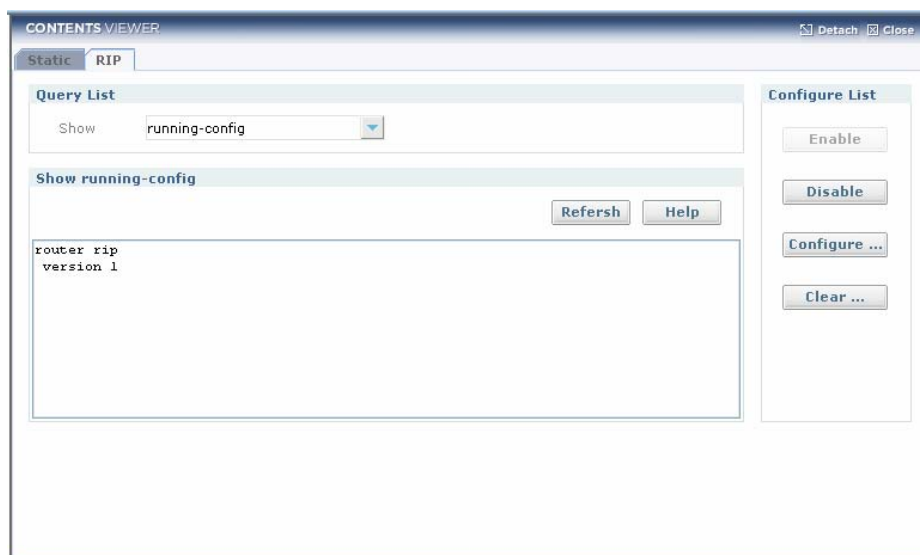 CONTENTS VIEWER
Detach Close
Static RIP
Query List
Show running-config
Show running-config
Refersh Help
router rip
version 1
Configure List
Enable
Disable
Configure ...
Clear ...